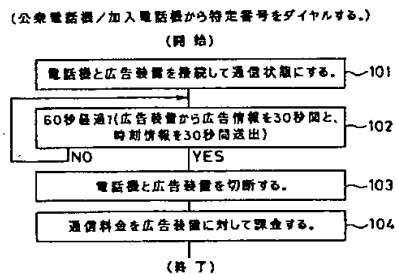 (公衆電話機/加入電話機から特定番号をダイヤルする。)
(開始)
電話機と広告装置を接続して通信状態にする。 101
60秒経過?(広告装置から広告情報を30秒間と、
時刻情報を30秒間送出) 102
NO YES
電話機と広告装置を切断する。 103
通信料金を広告装置に対して課金する。 104
(終了)